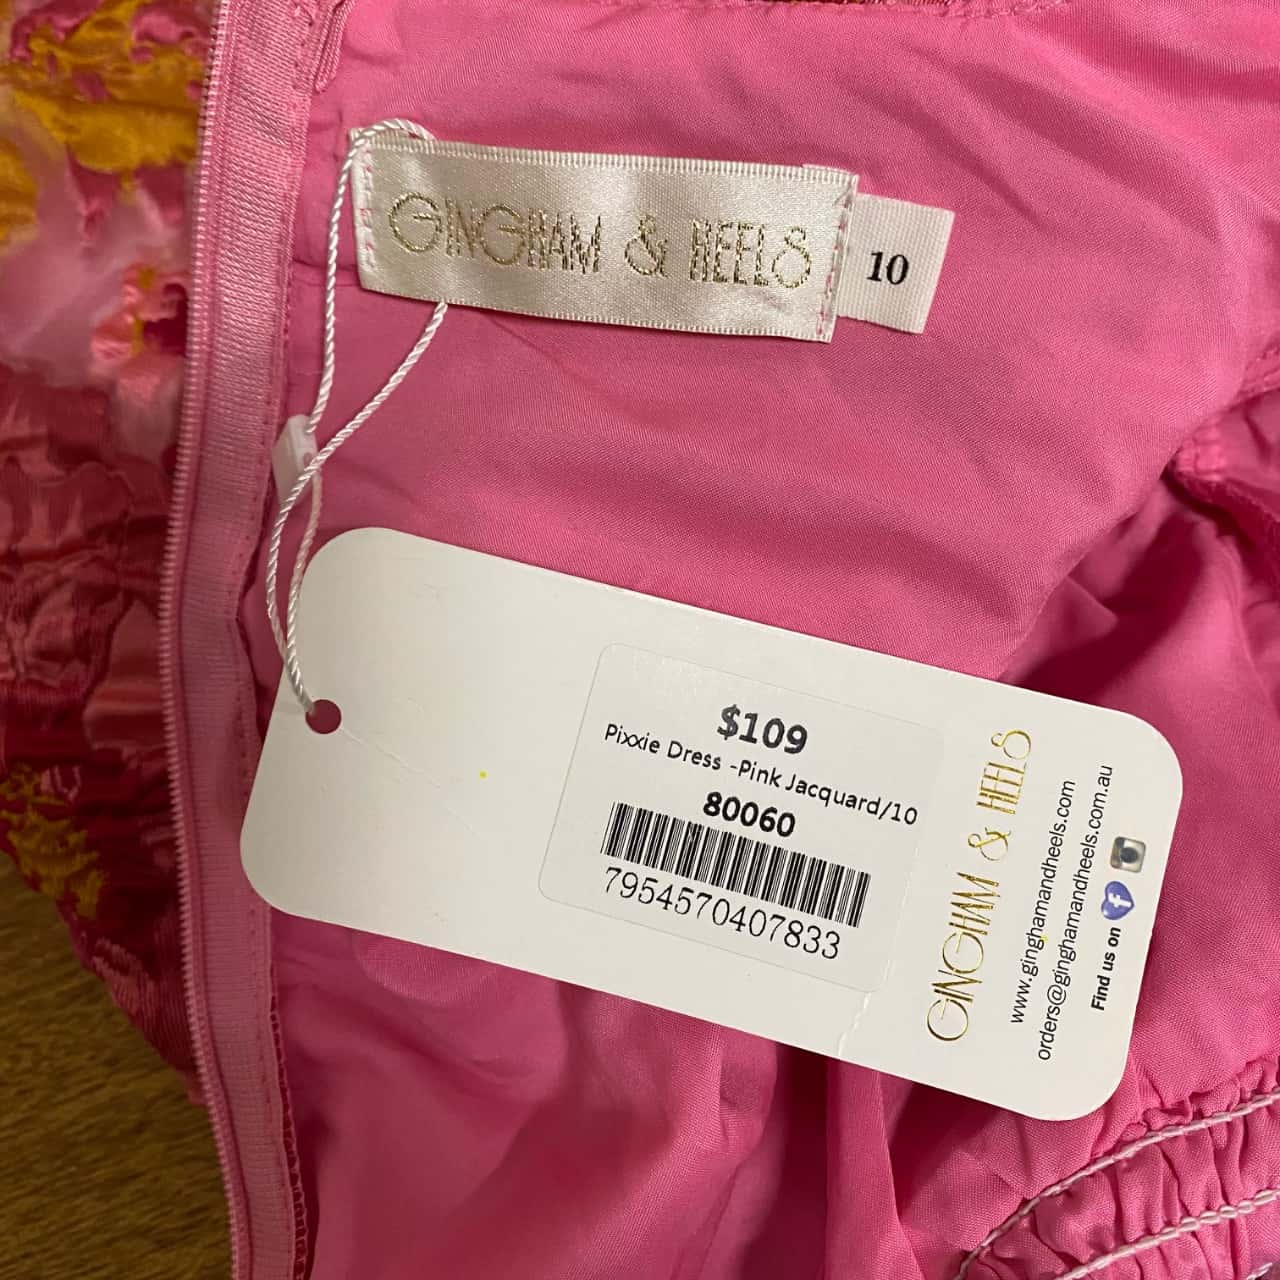 GINGHAM & HEELS
10
$109
Pixxie Dress -Pink Jacquard/10
80060
7954570407833
GINGHAM & HEELS
www.ginghamandheels.com
orders@ginghamandheels.com.au
Find us on f